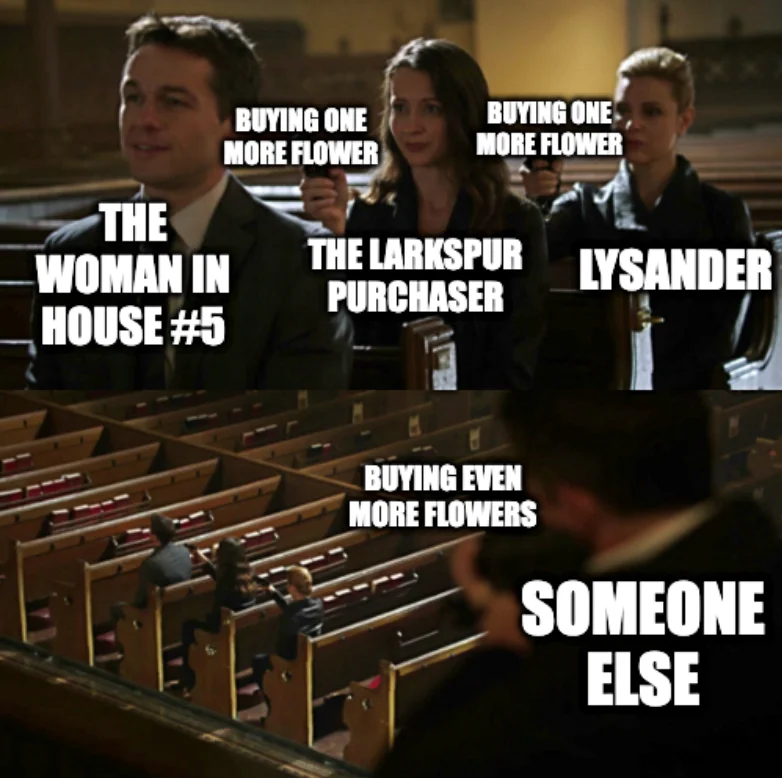 BUYING ONE
MORE FLOWER
BUYING ONE
MORE FLOWER
THE
WOMAN IN
HOUSE #5
THE LARKSPUR
PURCHASER
LYSANDER
BUYING EVEN
MORE FLOWERS
SOMEONE
ELSE